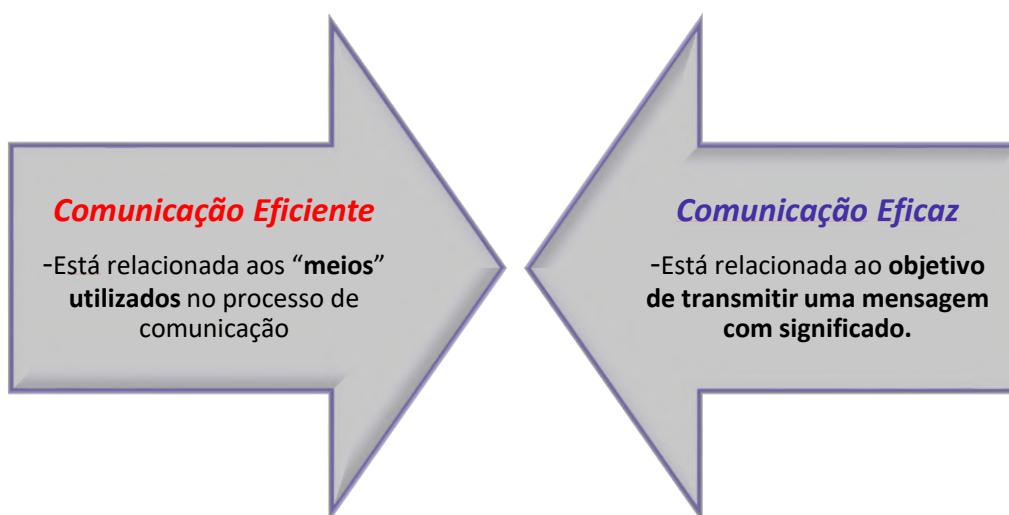 Comunicação Eficiente
-Está relacionada aos “meios”
utilizados no processo de
comunicação
Comunicação Eficaz
-Está relacionada ao objetivo
de transmitir uma mensagem
com significado.